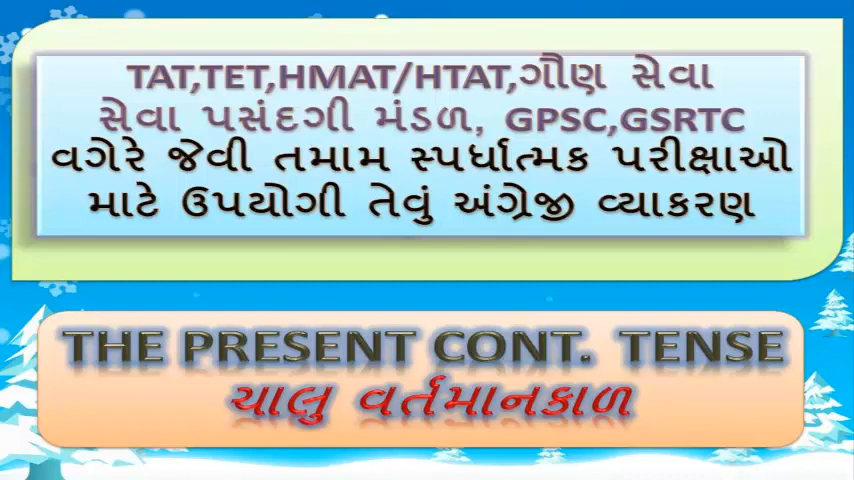 TAT,TET,HMAT/HTAT,ગૌણ સેવા
સેવા પસંદગી મંડળ, GPSC,GSRTC
વગેરે જેવી તમામ સ્પર્ધાત્મક પરીક્ષાઓ
માટે ઉપયોગી તેવું અંગ્રેજી વ્યાકરણ
THE PRESENT CONT. TENSE
ચાલુ વર્તમાનકાળ